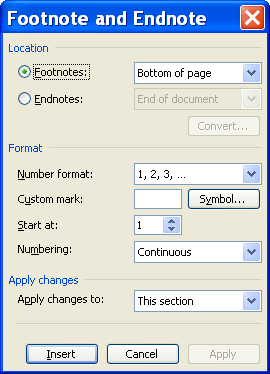 Footnote and Endnote
Location
Footnotes: Bottom of page
Endnotes: End of document
Convert...
Format
Number format: 1, 2, 3, ...
Custom mark: Symbol...
Start at: 1
Numbering: Continuous
Apply changes
Apply changes to: This section
Insert Cancel Apply